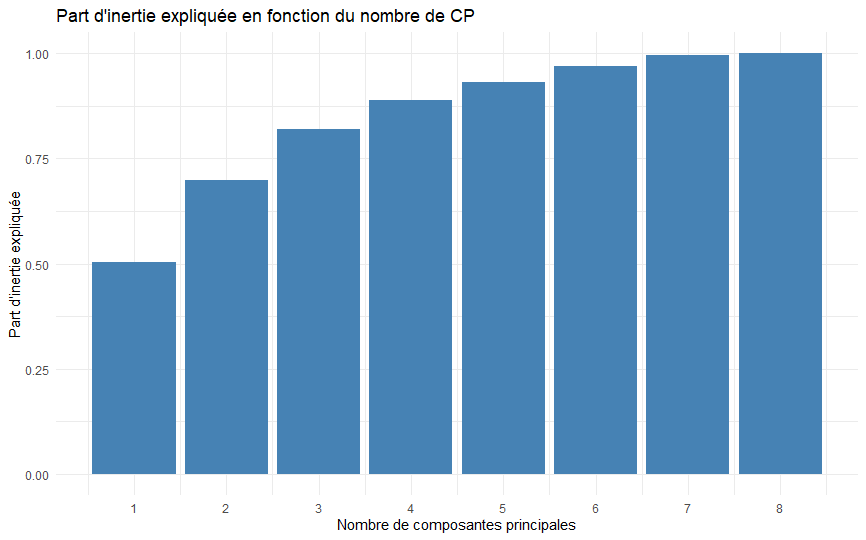 Part d'inertie expliquée en fonction du nombre de CP
Part d'inertie expliquée
1.00
0.75
0.50
0.25
0.00
1 2 3 4 5 6 7 8
Nombre de composantes principales